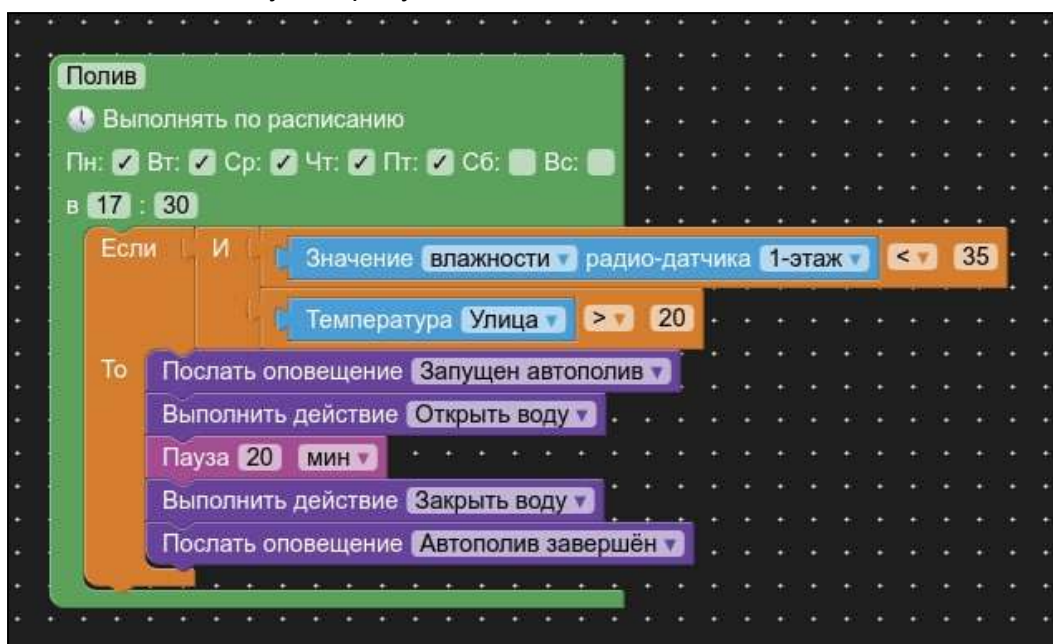 Полив
Выполнять по расписанию
Пн: Вт: Ср: Чт: Пт: Сб: Вс:
в 17 : 30
Если И Значение влажности радио-датчика 1-этаж < 35
Температура Улица > 20
То Послать оповещение Запущен автополив
Выполнить действие Открыть воду
Пауза 20 мин
Выполнить действие Закрыть воду
Послать оповещение Автополив завершён